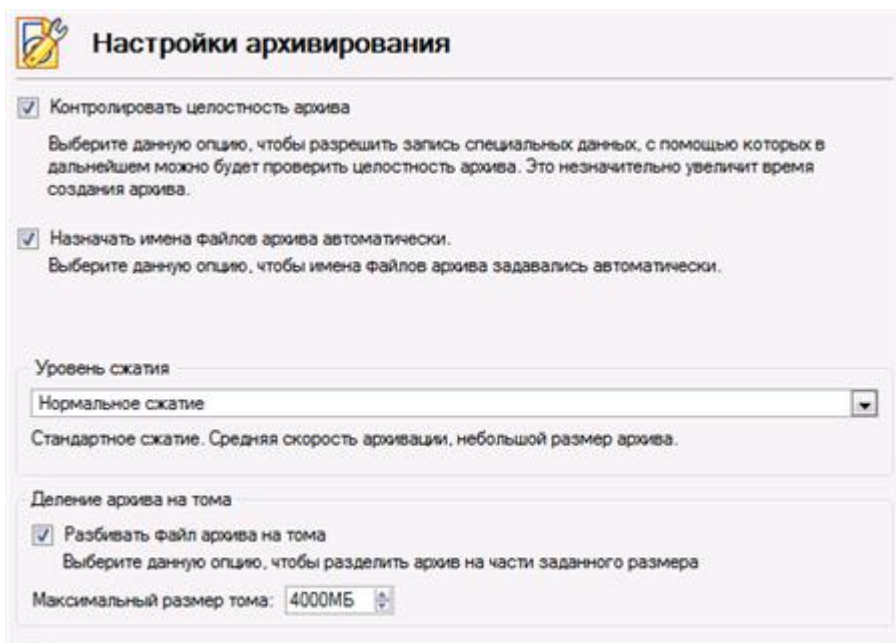 Настройки архивирования
Контролировать целостность архива
Выберите данную опцию, чтобы разрешить запись специальных данных, с помощью которых в
дальнейшем можно будет проверить целостность архива. Это незначительно увеличит время
создания архива.
Назначать имена файлов архива автоматически.
Выберите данную опцию, чтобы имена файлов архива задавались автоматически.
Уровень сжатия
Нормальное сжатие
Стандартное сжатие. Средняя скорость архивации, небольшой размер архива.
Деление архива на тома
Разбивать файл архива на тома
Выберите данную опцию, чтобы разделить архив на части заданного размера
Максимальный размер тома: 4000МБ